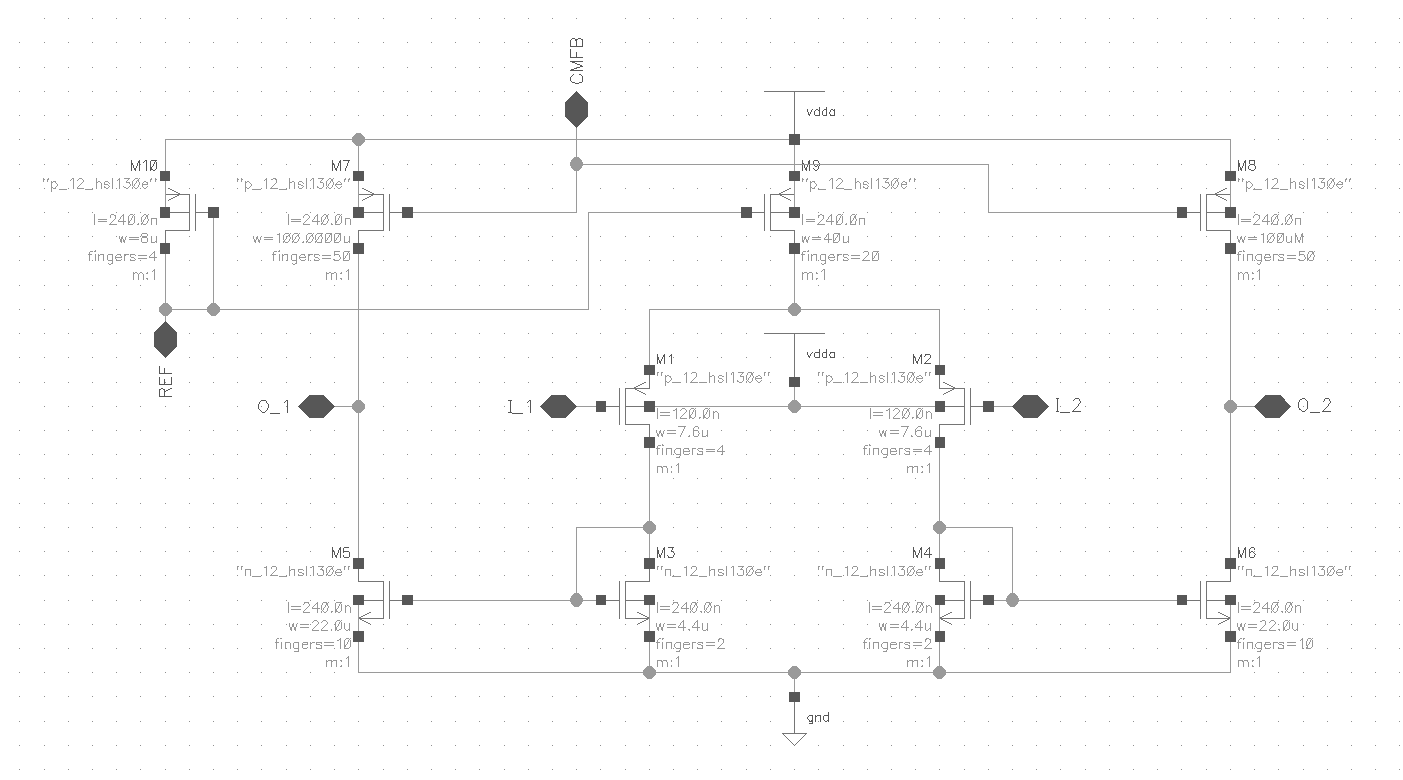 CMFB
vdda
M10
"p_12_hsl130e"
l=240.0n
w=8u
fingers=4
m:1
M7
"p_12_hsl130e"
l=240.0n
w=100.0000u
fingers=50
m:1
M9
"p_12_hsl130e"
l=240.0n
w=40u
fingers=20
m:1
M8
"p_12_hsl130e"
l=240.0n
w=100uM
fingers=50
m:1
REF
vdda
O_1
I_1
M1
"p_12_hsl130e"
l=120.0n
w=7.6u
fingers=4
m:1
M2
"p_12_hsl130e"
l=120.0n
w=7.6u
fingers=4
m:1
I_2
O_2
M5
"n_12_hsl130e"
l=240.0n
w=22.0u
fingers=10
m:1
M3
"n_12_hsl130e"
l=240.0n
w=4.4u
fingers=2
m:1
M4
"n_12_hsl130e"
l=240.0n
w=4.4u
fingers=2
m:1
M6
"n_12_hsl130e"
l=240.0n
w=22.0u
fingers=10
m:1
gnd